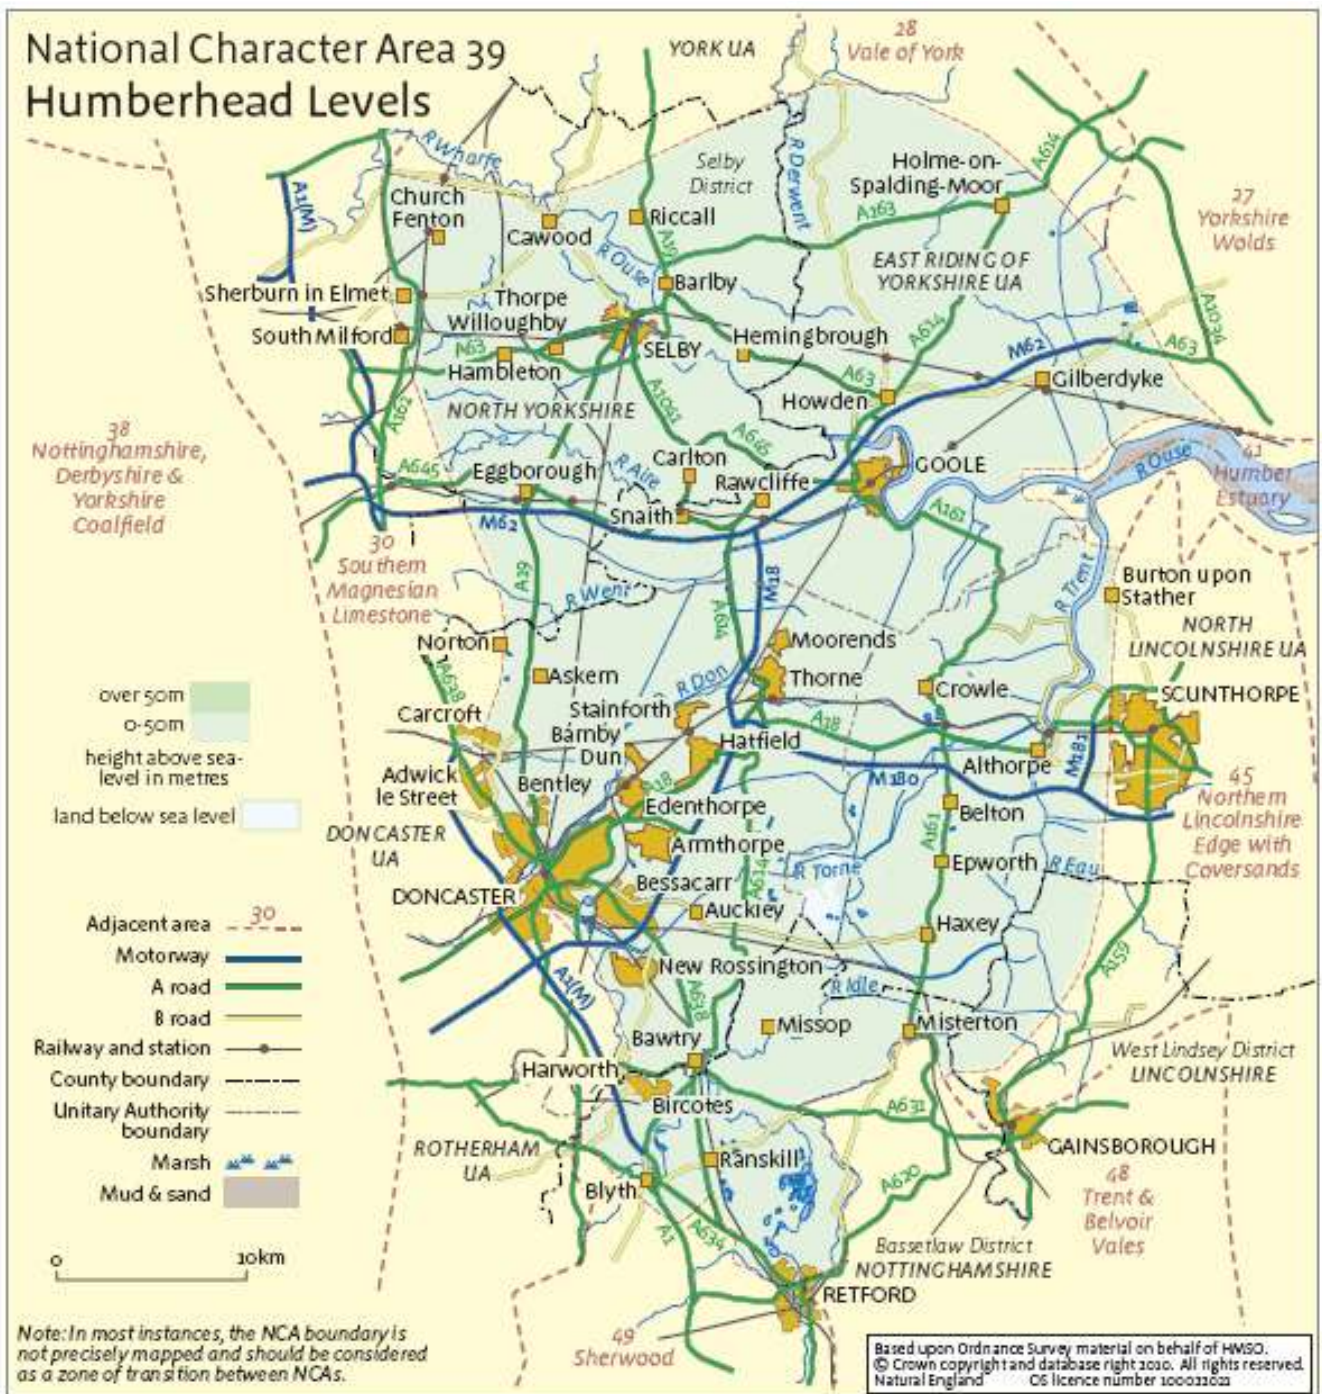 National Character Area 39
Humberhead Levels
YORK UA
28
Vale of York
R Wharfe
Selby
District
R Derwent
Holme-on-
Spalding-Moor
A614
A1(M)
Church
Fenton
Cawood
Riccall
A163
27
Yorkshire
Wolds
R Ouse
A19
EAST RIDING OF
YORKSHIRE UA
Barlby
Sherburn in Elmet
Thorpe
Willoughby
A614
A1034
South Milford
A63
SELBY
Hemingbrough
M62
A63
Hambleton
A63
Gilberdyke
Howden
A162
NORTH YORKSHIRE
A1041
38
Nottinghamshire,
Derbyshire &
Yorkshire
Coalfield
A645
Eggborough
R Aire
Carlton
A646
Rawcliffe
GOOLE
R Ouse
41
Humber
Estuary
M62
Snaith
A161
30
Southern
Magnesian
Limestone
A19
R Went
M18
A614
R Trent
Burton upon
Stather
NORTH
LINCOLNSHIRE UA
Norton
Moorends
A638
Askern
R Don
Thorne
Crowle
SCUNTHORPE
over 50m
0-50m
height above sea-
level in metres
land below sea level
Carcroft
Stainforth
A18
Barnby
Dun
Hatfield
Althorpe
M181
Adwick
le Street
Bentley
A18
M180
45
Northern
Lincolnshire
Edge with
Coversands
Edenthorpe
Belton
DONCASTER
UA
Armthorpe
A161
R Torne
Epworth
R Eau
A614
Bessacarr
DONCASTER
Auckley
Haxey
Adjacent area
30
Motorway
A road
B road
Railway and station
County boundary
Unitary Authority
boundary
Marsh
Mud & sand
A1(M)
New Rossington
A638
R Idle
A159
Missop
Misterton
Bawtry
West Lindsey District
LINCOLNSHIRE
Harworth
Bircotes
A631
ROTHERHAM
UA
Ranskill
GAINSBOROUGH
Blyth
A620
48
Trent &
Belvoir
Vales
A1
A634
Bassetlaw District
NOTTINGHAMSHIRE
0
10km
RETFORD
49
Sherwood
Note: In most instances, the NCA boundary is
not precisely mapped and should be considered
as a zone of transition between NCAs.
Based upon Ordnance Survey material on behalf of HMSO.
© Crown copyright and database right 2010. All rights reserved.
Natural England OS licence number 100022021